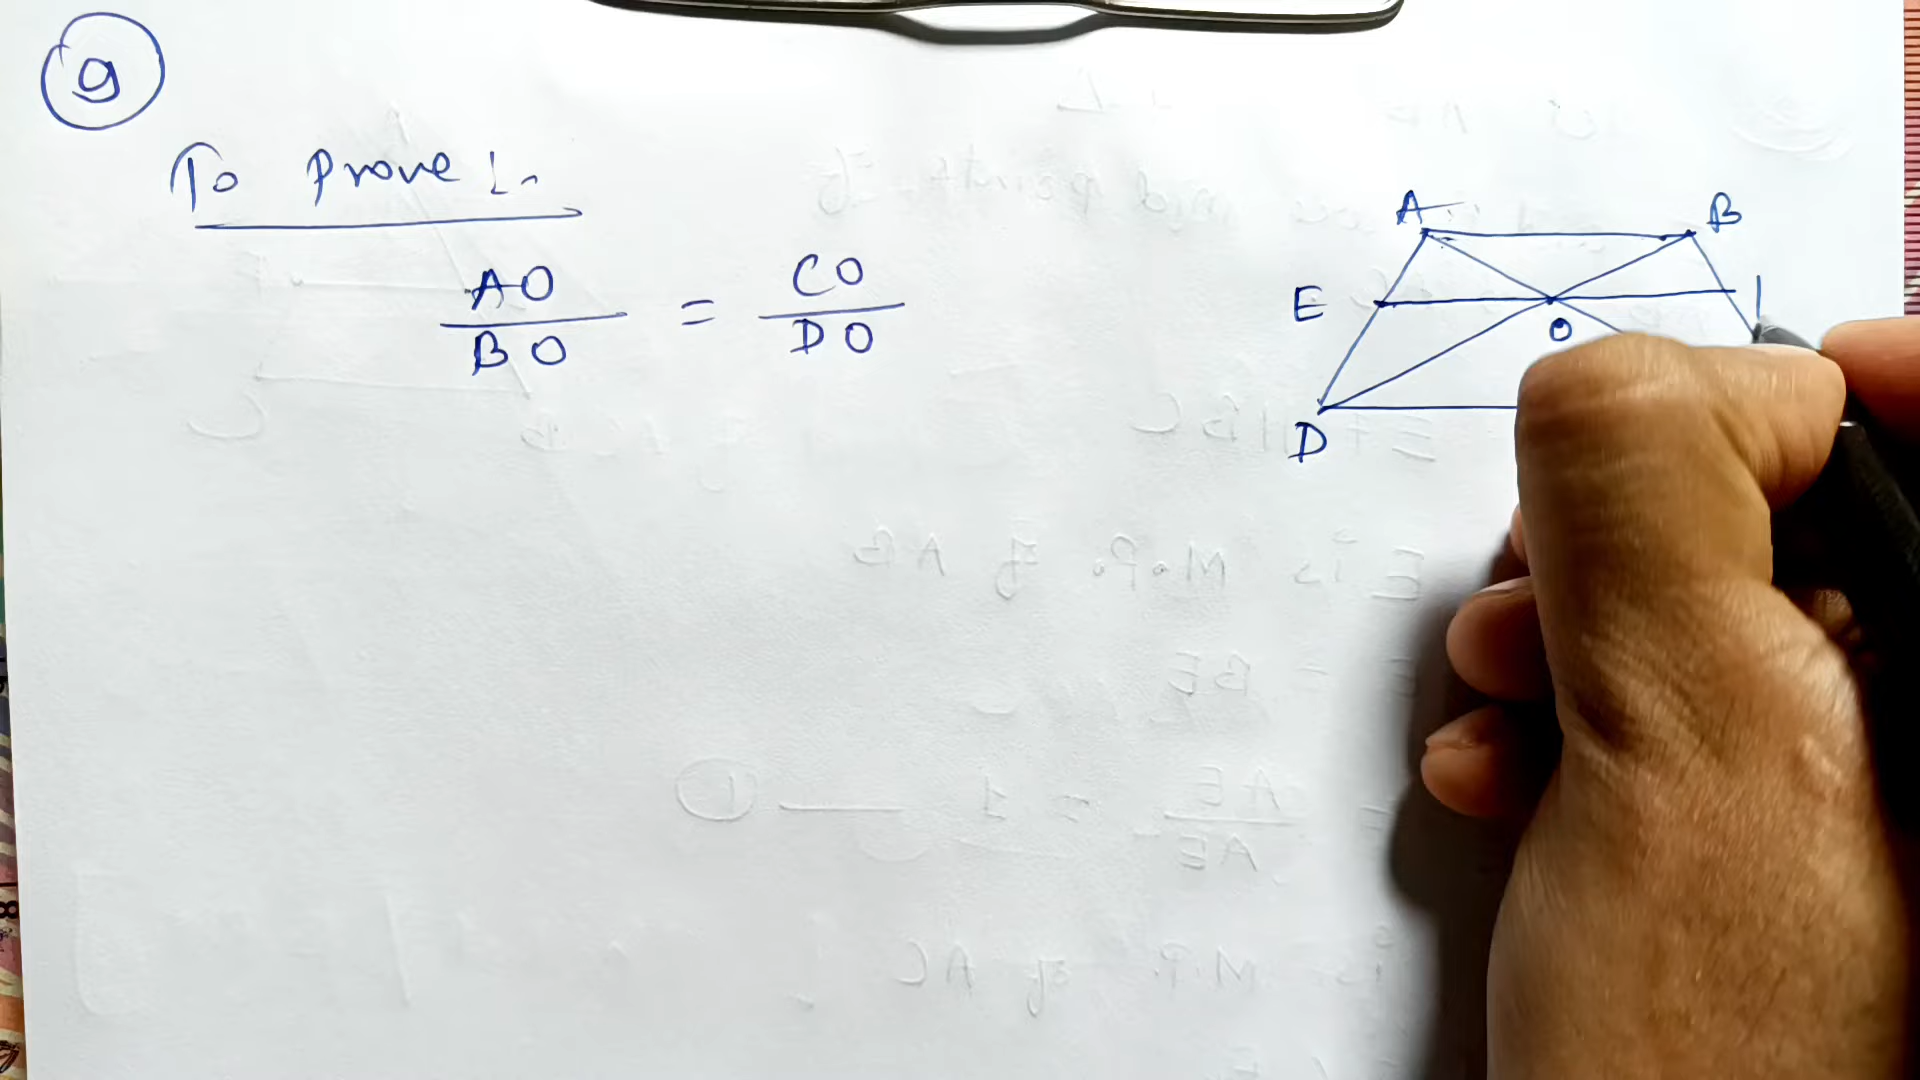 9
To Prove :-
AO / BO = CO / DO
A B
E
O
D